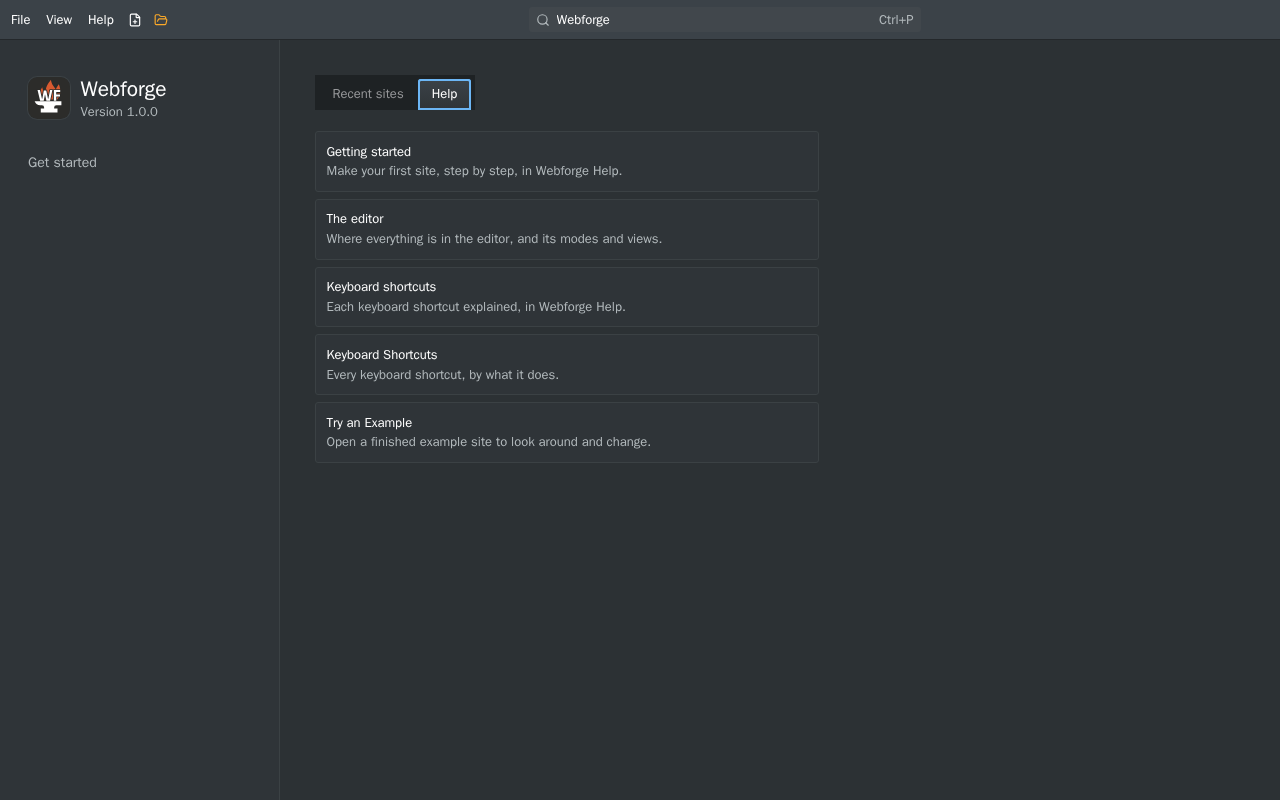 File View Help
Webforge Ctrl+P
WF
Webforge
Version 1.0.0
Get started
Recent sites Help
Getting started
Make your first site, step by step, in Webforge Help.
The editor
Where everything is in the editor, and its modes and views.
Keyboard shortcuts
Each keyboard shortcut explained, in Webforge Help.
Keyboard Shortcuts
Every keyboard shortcut, by what it does.
Try an Example
Open a finished example site to look around and change.